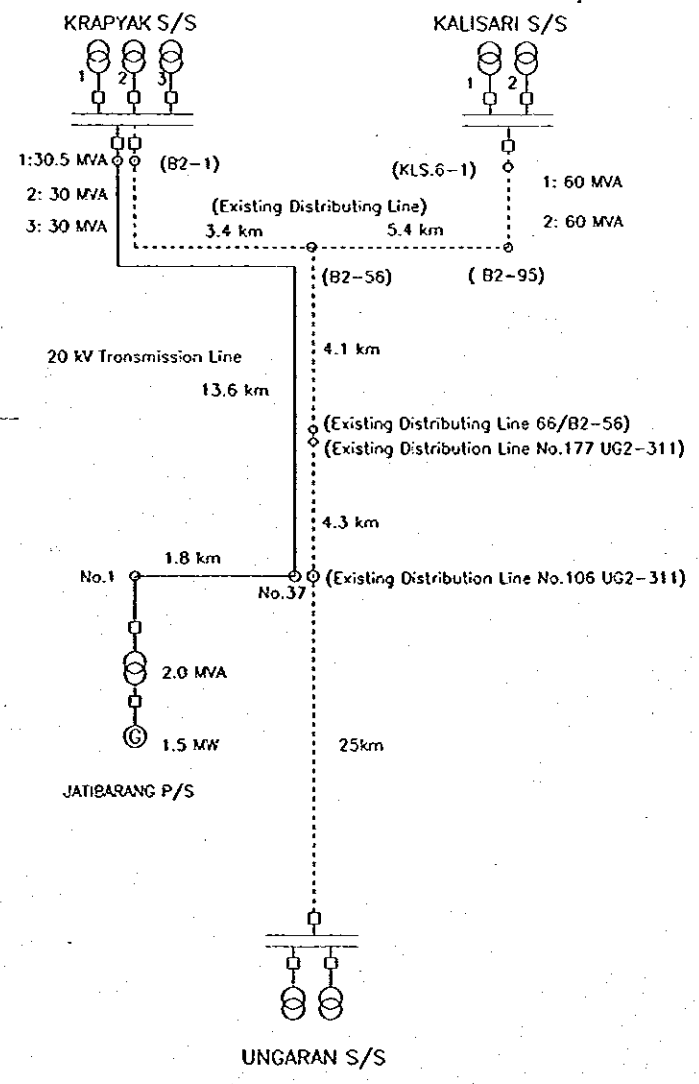 KRAPYAK S/S
KALISARI S/S
1 2 3
1 2
1:30.5 MVA
(B2-1)
(KLS.6-1)
1: 60 MVA
2: 30 MVA
(Existing Distributing Line)
2: 60 MVA
3: 30 MVA
3.4 km
5.4 km
(B2-56)
( B2-95)
4.1 km
20 kV Transmission Line
13.6 km
(Existing Distributing Line 66/B2-56)
(Existing Distribution Line No.177 UG2-311)
4.3 km
1.8 km
No.1
No.37
(Existing Distribution Line No.106 UG2-311)
2.0 MVA
G
1.5 MW
25km
JATIBARANG P/S
UNGARAN S/S